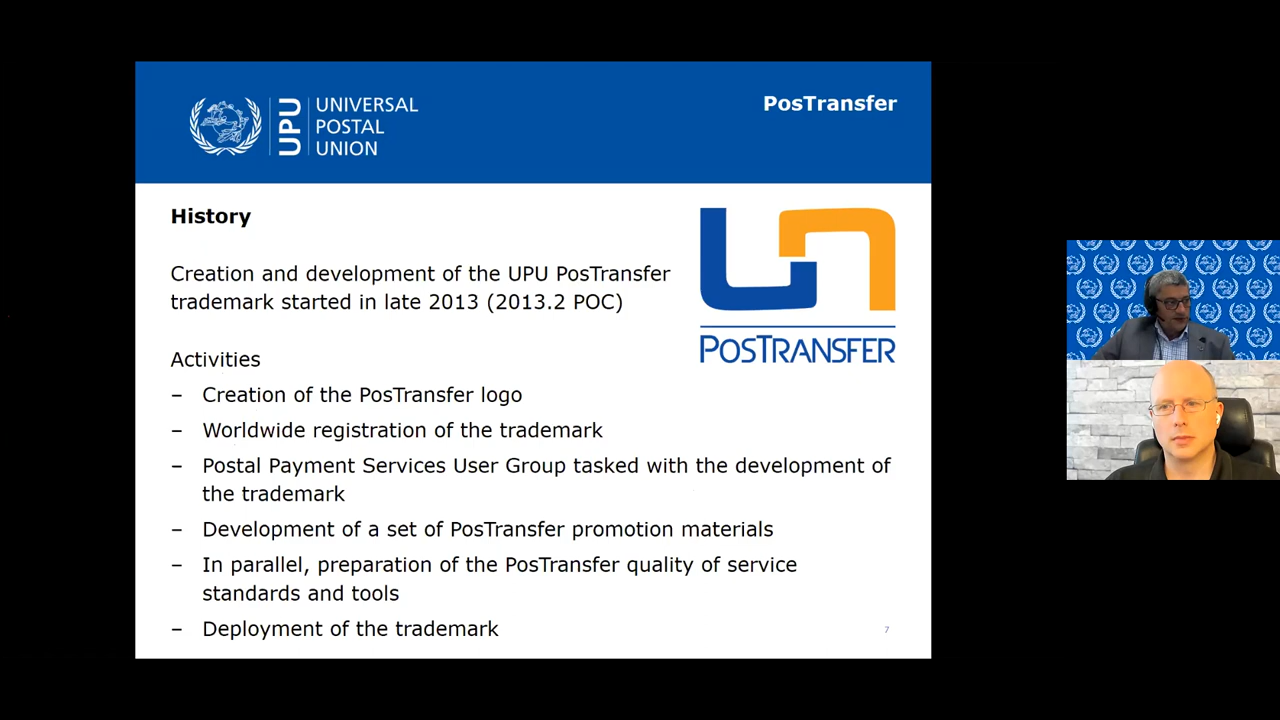 UPU
UNIVERSAL
POSTAL
UNION
PosTransfer
History
Creation and development of the UPU PosTransfer
trademark started in late 2013 (2013.2 POC)
POSTRANSFER
Activities
– Creation of the PosTransfer logo
– Worldwide registration of the trademark
– Postal Payment Services User Group tasked with the development of
the trademark
– Development of a set of PosTransfer promotion materials
– In parallel, preparation of the PosTransfer quality of service
standards and tools
– Deployment of the trademark
7